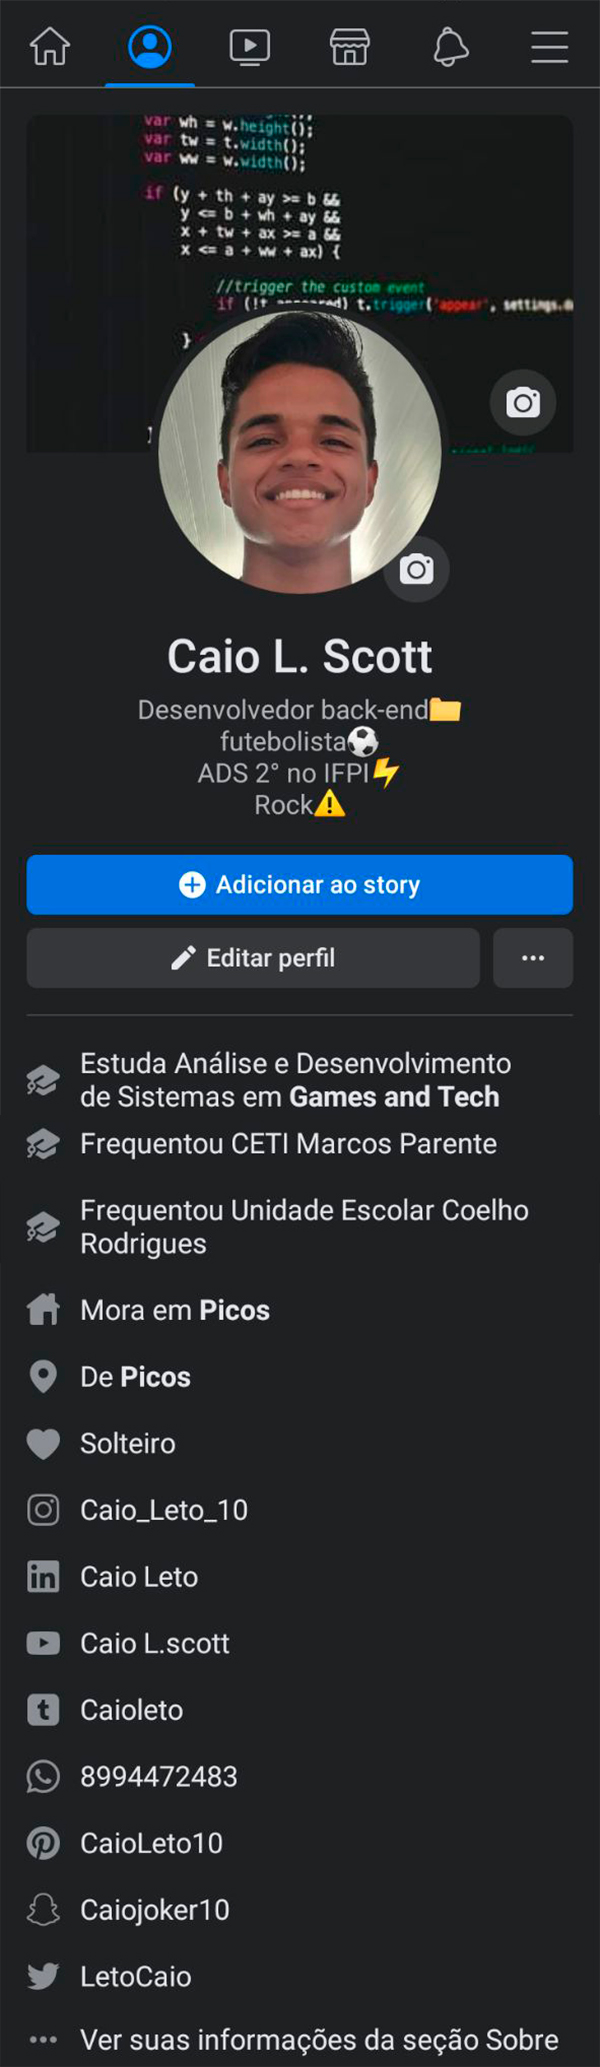 var wh = w.height();
var tw = t.width();
var ww = w.width();
if (y + th + ay >= b &&
y <= b + wh + ay &&
x + tw + ax >= a &&
x <= a + ww + ax) {
//trigger the custom event
if (!t.appeared) t.trigger('appear', settings.da
}
Caio L. Scott
Desenvolvedor back-end📁
futebolista⚽
ADS 2° no IFPI⚡
Rock⚠️
Adicionar ao story
Editar perfil
Estuda Análise e Desenvolvimento
de Sistemas em Games and Tech
Frequentou CETI Marcos Parente
Frequentou Unidade Escolar Coelho
Rodrigues
Mora em Picos
De Picos
Solteiro
Caio_Leto_10
Caio Leto
Caio L.scott
Caioleto
8994472483
CaioLeto10
Caiojoker10
LetoCaio
Ver suas informações da seção Sobre